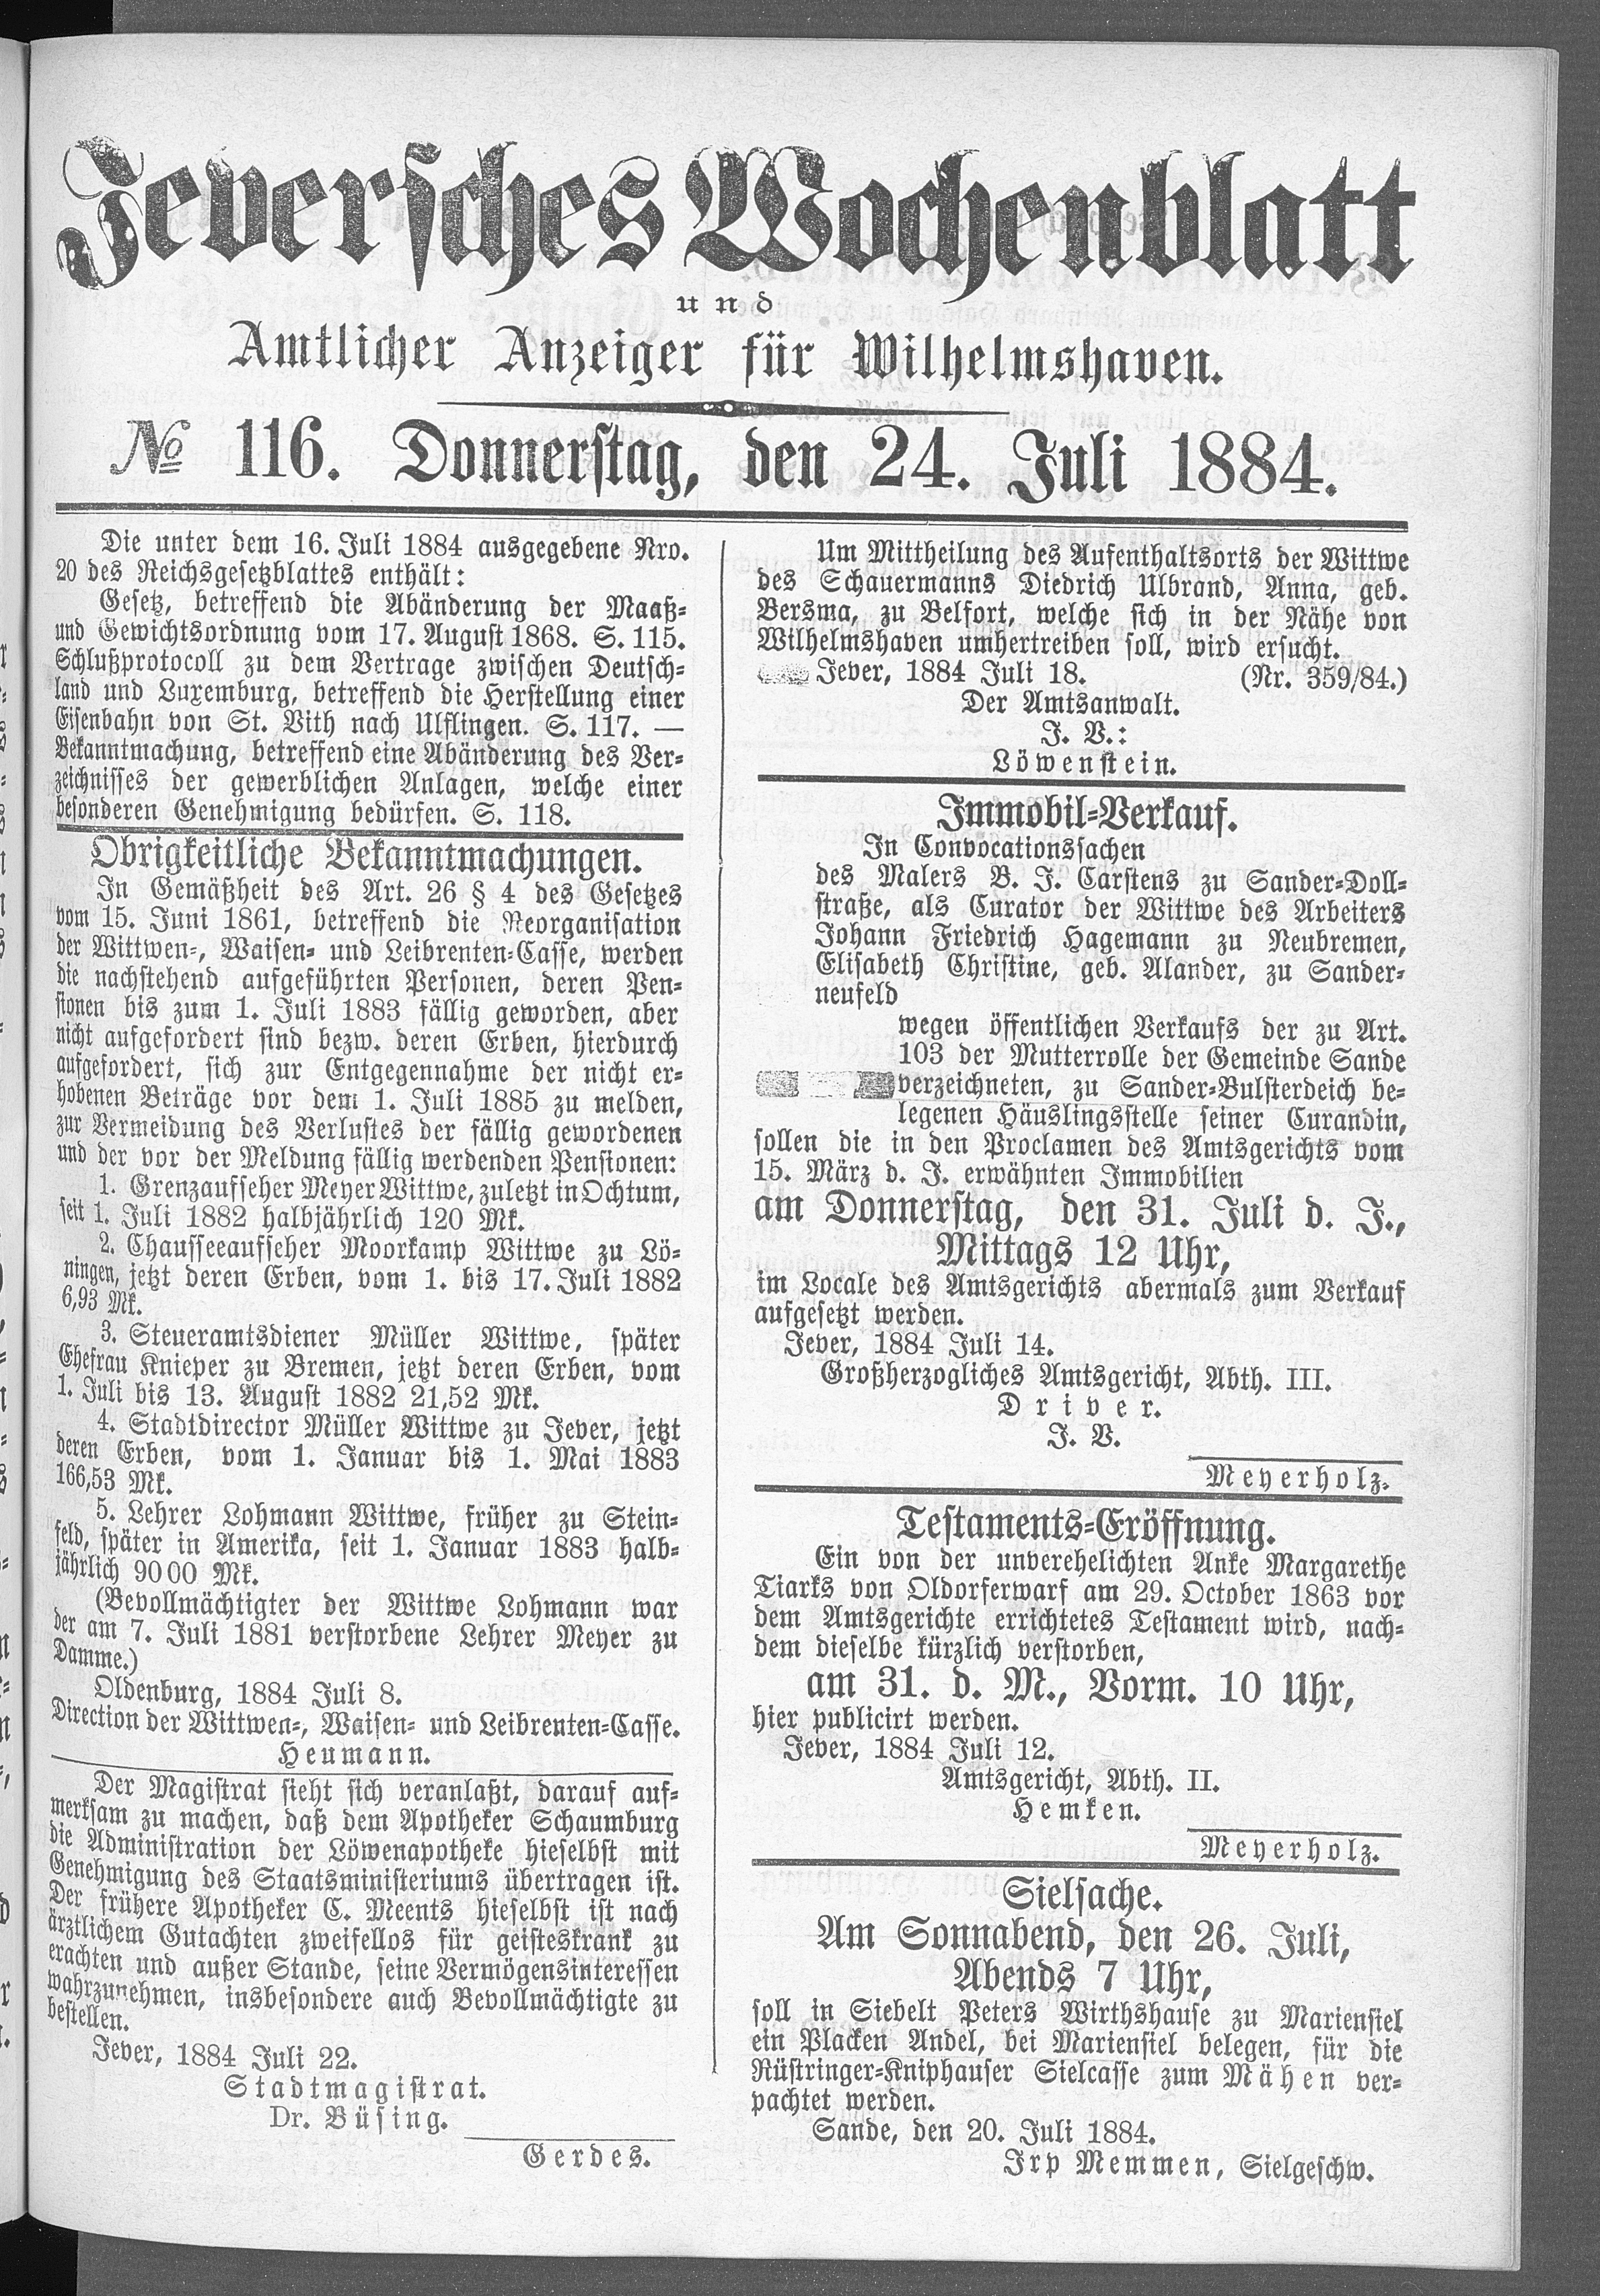 Jeversches Wochenblatt
und
Amtlicher Anzeiger für Wilhelmshaven.
№ 116. Donnerstag, den 24. Juli 1884.
Die unter dem 16. Juli 1884 ausgegebene Nro.
20 des Reichsgesetzblattes enthält:
Gesetz, betreffend die Abänderung der Maaß-
und Gewichtsordnung vom 17. August 1868. S. 115.
Schlußprotocoll zu dem Vertrage zwischen Deutsch-
land und Luxemburg, betreffend die Herstellung einer
Eisenbahn von St. Vith nach Ulflingen. S. 117. —
Bekanntmachung, betreffend eine Abänderung des Ver-
zeichnisses der gewerblichen Anlagen, welche einer
besonderen Genehmigung bedürfen. S. 118.
Obrigkeitliche Bekanntmachungen.
In Gemäßheit des Art. 26 § 4 des Gesetzes
vom 15. Juni 1861, betreffend die Reorganisation
der Wittwen-, Waisen- und Leibrenten-Casse, werden
die nachstehend aufgeführten Personen, deren Pen-
sionen bis zum 1. Juli 1883 fällig geworden, aber
nicht aufgefordert sind bezw. deren Erben, hierdurch
aufgefordert, sich zur Entgegennahme der nicht er-
hobenen Beträge vor dem 1. Juli 1885 zu melden,
zur Vermeidung des Verlustes der fällig gewordenen
und der vor der Meldung fällig werdenden Pensionen:
1. Grenzaufseher Meyer Wittwe, zuletzt in Ochtum,
seit 1. Juli 1882 halbjährlich 120 Mk.
2. Chausseeaufseher Moorkamp Wittwe zu Lö-
ningen, jetzt deren Erben, vom 1. bis 17. Juli 1882
6,93 Mk.
3. Steueramtsdiener Müller Wittwe, später
Ehefrau Knieper zu Bremen, jetzt deren Erben, vom
1. Juli bis 13. August 1882 21,52 Mk.
4. Stadtdirector Müller Wittwe zu Jever, jetzt
deren Erben, vom 1. Januar bis 1. Mai 1883
166,53 Mk.
5. Lehrer Lohmann Wittwe, früher zu Stein-
feld, später in Amerika, seit 1. Januar 1883 halb-
jährlich 90 00 Mk.
(Bevollmächtigter der Wittwe Lohmann war
der am 7. Juli 1881 verstorbene Lehrer Meyer zu
Damme.)
Oldenburg, 1884 Juli 8.
Direction der Wittwen-, Waisen- und Leibrenten-Casse.
Heumann.
Der Magistrat sieht sich veranlaßt, darauf auf-
merksam zu machen, daß dem Apotheker Schaumburg
die Administration der Löwenapotheke hieselbst mit
Genehmigung des Staatsministeriums übertragen ist.
Der frühere Apotheker C. Meents hieselbst ist nach
ärztlichem Gutachten zweifellos für geisteskrank zu
erachten und außer Stande, seine Vermögensinteressen
wahrzunehmen, insbesondere auch Bevollmächtigte zu
bestellen.
Jever, 1884 Juli 22.
Stadtmagistrat.
Dr. Büsing.
Gerdes.
Um Mittheilung des Aufenthaltsorts der Wittwe
des Schauermanns Diedrich Ulbrand, Anna, geb.
Bersma, zu Belfort, welche sich in der Nähe von
Wilhelmshaven umhertreiben soll, wird ersucht.
Jever, 1884 Juli 18. (Nr. 359/84.)
Der Amtsanwalt.
J. V.:
Löwenstein.
Immobil-Verkauf.
In Convocationssachen
des Malers B. J. Carstens zu Sander-Doll-
straße, als Curator der Wittwe des Arbeiters
Johann Friedrich Hagemann zu Neubremen,
Elisabeth Christine, geb. Alander, zu Sander-
neufeld
wegen öffentlichen Verkaufs der zu Art.
103 der Mutterrolle der Gemeinde Sande
verzeichneten, zu Sander-Bulsterdeich be-
legenen Häuslingsstelle seiner Curandin,
sollen die in den Proclamen des Amtsgerichts vom
15. März d. J. erwähnten Immobilien
am Donnerstag, den 31. Juli d. J.,
Mittags 12 Uhr,
im Locale des Amtsgerichts abermals zum Verkauf
aufgesetzt werden.
Jever, 1884 Juli 14.
Großherzogliches Amtsgericht, Abth. III.
Driver.
J. V.
Meyerholz.
Testaments-Eröffnung.
Ein von der unverehelichten Anke Margarethe
Tiarks von Oldorferwarf am 29. October 1863 vor
dem Amtsgerichte errichtetes Testament wird, nach-
dem dieselbe kürzlich verstorben,
am 31. d. M., Vorm. 10 Uhr,
hier publicirt werden.
Jever, 1884 Juli 12.
Amtsgericht, Abth. II.
Hemken.
Meyerholz.
Sielsache.
Am Sonnabend, den 26. Juli,
Abends 7 Uhr,
soll in Siebelt Peters Wirthshause zu Mariensiel
ein Placken Andel, bei Mariensiel belegen, für die
Rüstringer-Kniphauser Sielcasse zum Mähen ver-
pachtet werden.
Sande, den 20. Juli 1884.
Irp Memmen, Sielgeschw.